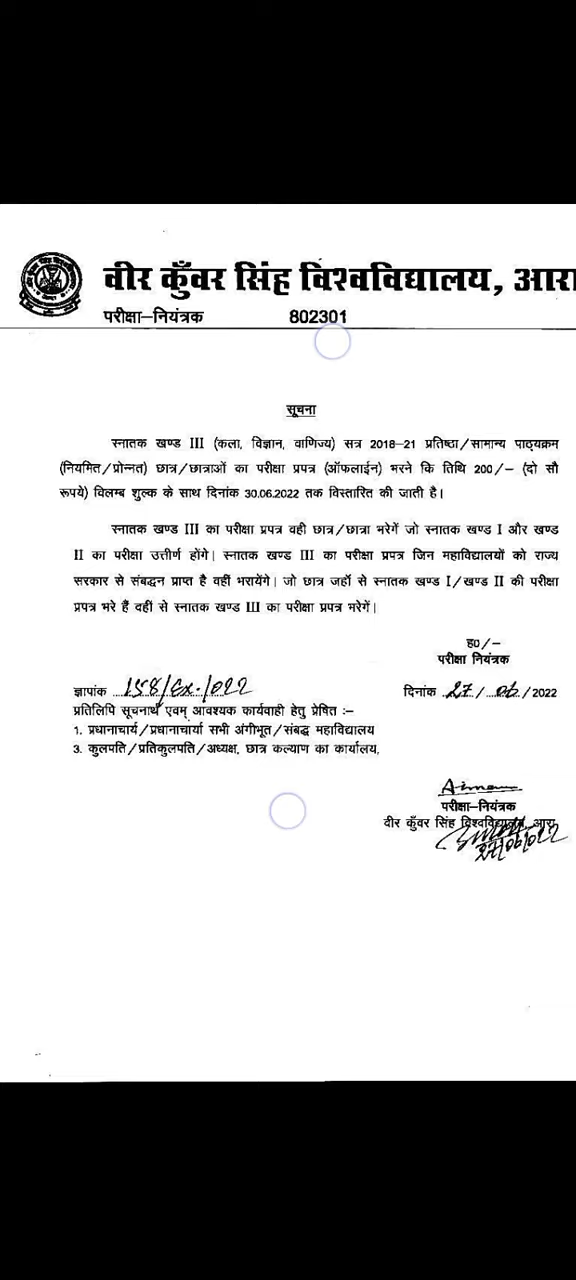 वीर कुँवर सिंह विश्वविद्यालय, आरा
परीक्षा–नियंत्रक 802301
सूचना
स्नातक खण्ड III (कला, विज्ञान, वाणिज्य) सत्र 2018–21 प्रतिष्ठा/सामान्य पाठ्यक्रम
(नियमित/प्रोन्नत) छात्र/छात्राओं का परीक्षा प्रपत्र (ऑफलाईन) भरने कि तिथि 200/– (दो सौ
रूपये) विलम्ब शुल्क के साथ दिनांक 30.06.2022 तक विस्तारित की जाती है।
स्नातक खण्ड III का परीक्षा प्रपत्र वही छात्र/छात्रा भरेगें जो स्नातक खण्ड I और खण्ड
II का परीक्षा उत्तीर्ण होंगे। स्नातक खण्ड III का परीक्षा प्रपत्र जिन महाविद्यालयों को राज्य
सरकार से संबद्धन प्राप्त है वहीं भरायेंगे। जो छात्र जहाँ से स्नातक खण्ड I/खण्ड II की परीक्षा
प्रपत्र भरे हैं वहीं से स्नातक खण्ड III का परीक्षा प्रपत्र भरेगें।
ह0/–
परीक्षा नियंत्रक
ज्ञापांक 158/Ex./022 दिनांक 27/06/2022
प्रतिलिपि सूचनार्थ एवम् आवश्यक कार्यवाही हेतु प्रेषित :–
1. प्रधानाचार्य/प्रधानाचार्या सभी अंगीभूत/संबद्ध महाविद्यालय
3. कुलपति/प्रतिकुलपति/अध्यक्ष, छात्र कल्याण का कार्यालय,
परीक्षा–नियंत्रक
वीर कुँवर सिंह विश्वविद्यालय, आरा
27/06/022